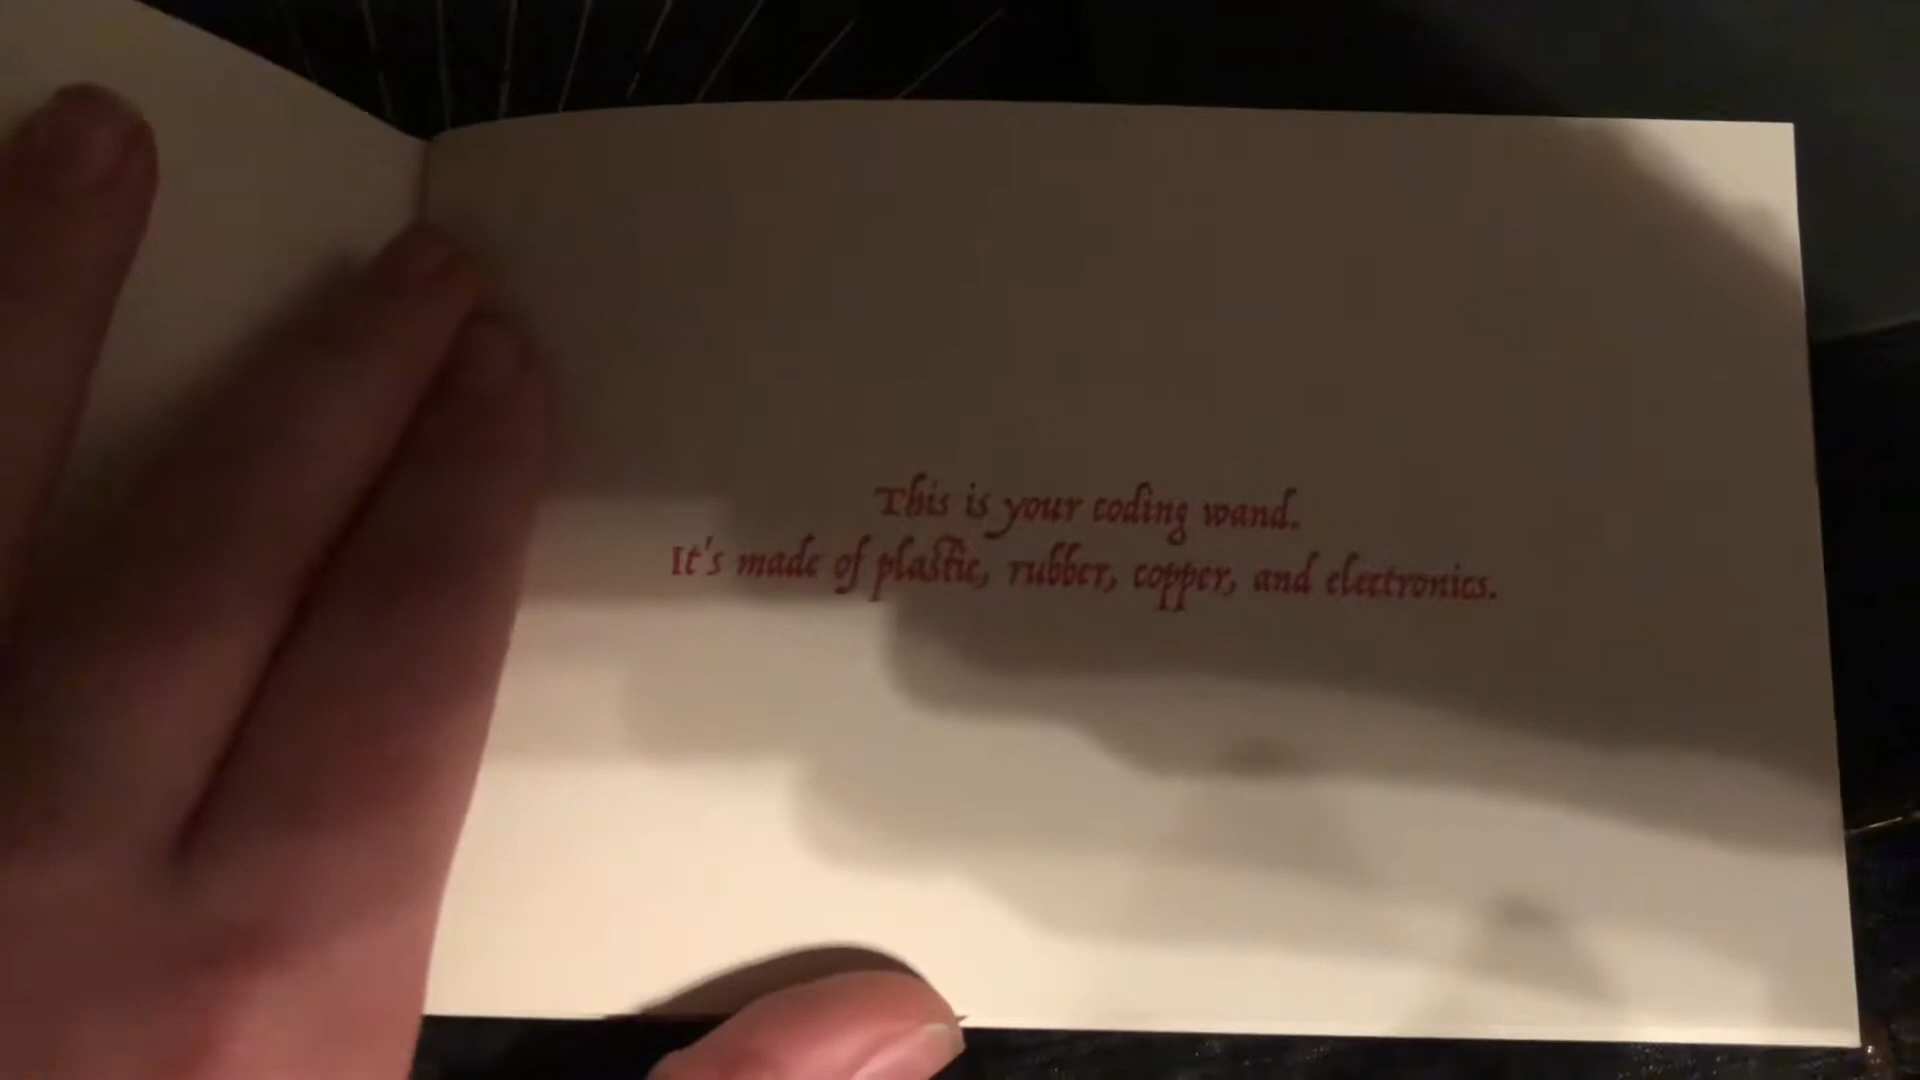 This is your coding wand.
It's made of plastic, rubber, copper, and electronics.